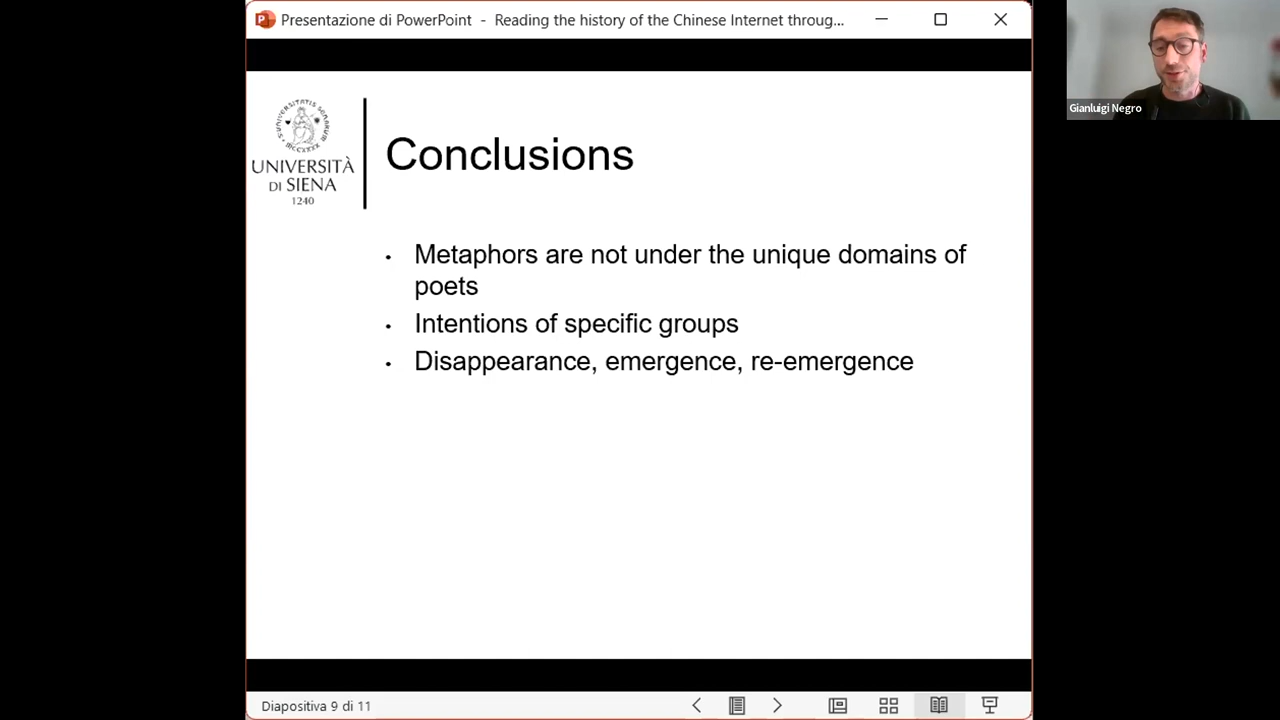 Presentazione di PowerPoint - Reading the history of the Chinese Internet throug...
Gianluigi Negro
UNIVERSITÀ
DI SIENA
1240
Conclusions
• Metaphors are not under the unique domains of
poets
• Intentions of specific groups
• Disappearance, emergence, re-emergence
Diapositiva 9 di 11